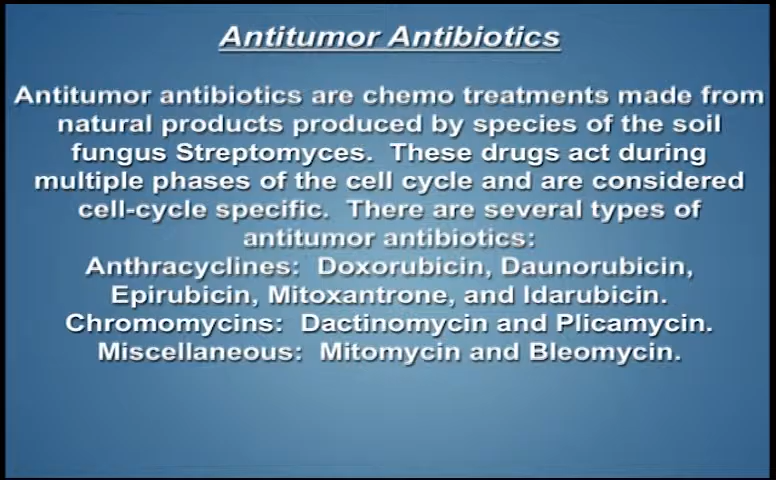 Antitumor Antibiotics
Antitumor antibiotics are chemo treatments made from
natural products produced by species of the soil
fungus Streptomyces.  These drugs act during
multiple phases of the cell cycle and are considered
cell-cycle specific.  There are several types of
antitumor antibiotics:
Anthracyclines:  Doxorubicin, Daunorubicin,
Epirubicin, Mitoxantrone, and Idarubicin.
Chromomycins:  Dactinomycin and Plicamycin.
Miscellaneous:  Mitomycin and Bleomycin.